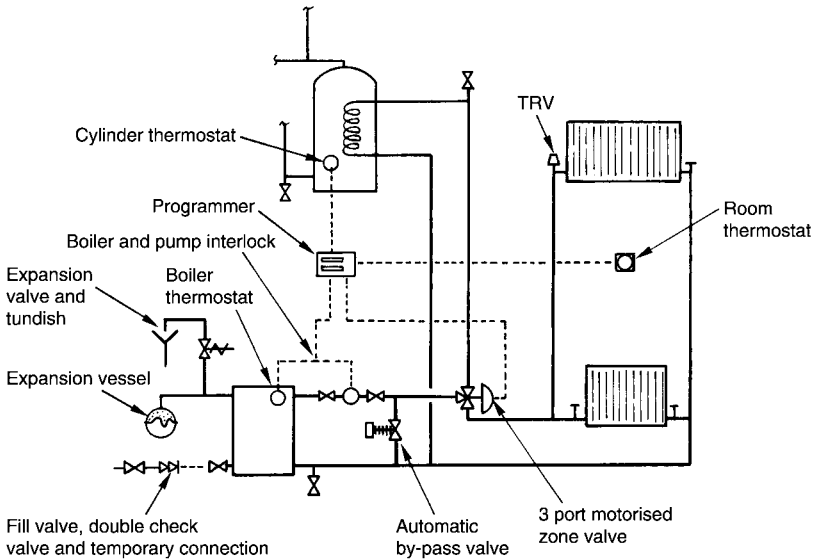 TRV
Cylinder thermostat
Programmer
Boiler and pump interlock
Room
thermostat
Expansion
valve and
tundish
Boiler
thermostat
Expansion vessel
Fill valve, double check
valve and temporary connection
Automatic
by-pass valve
3 port motorised
zone valve